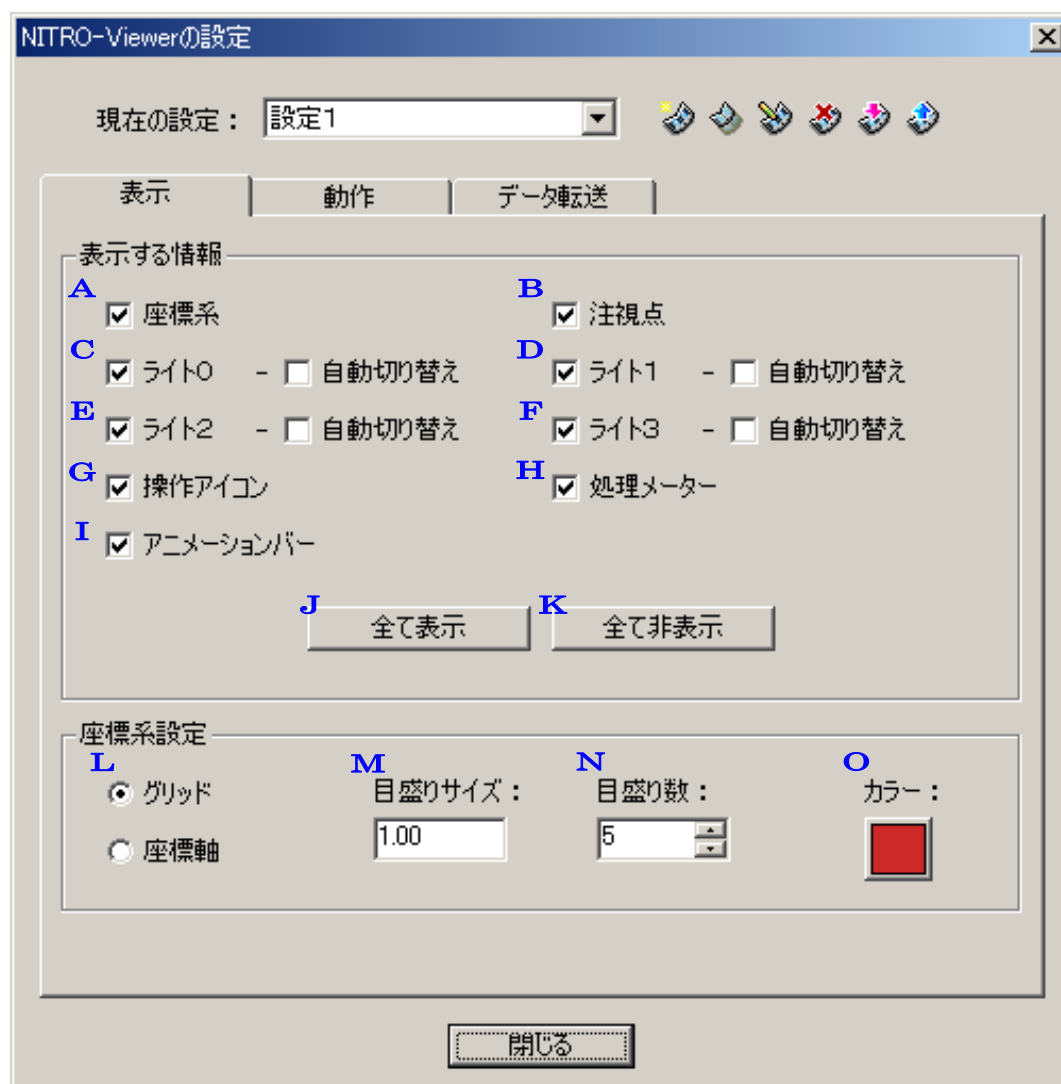 NITRO-Viewerの設定
現在の設定： 設定1
表示 動作 データ転送
表示する情報
A B
座標系 注視点
C D
ライト0 - 自動切り替え ライト1 - 自動切り替え
E F
ライト2 - 自動切り替え ライト3 - 自動切り替え
G H
操作アイコン 処理メーター
I
アニメーションバー
J K
全て表示 全て非表示
座標系設定
L M N O
グリッド 目盛りサイズ： 目盛り数： カラー：
1.00 5
座標軸
閉じる